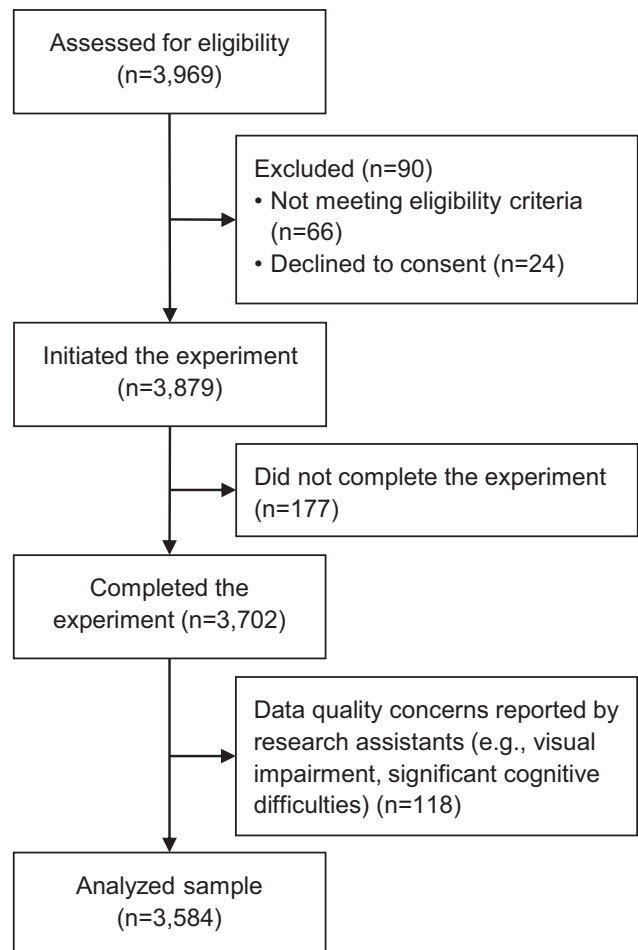 Assessed for eligibility
(n=3,969)
Excluded (n=90)
• Not meeting eligibility criteria
(n=66)
• Declined to consent (n=24)
Initiated the experiment
(n=3,879)
Did not complete the experiment
(n=177)
Completed the
experiment (n=3,702)
Data quality concerns reported by
research assistants (e.g., visual
impairment, significant cognitive
difficulties) (n=118)
Analyzed sample
(n=3,584)